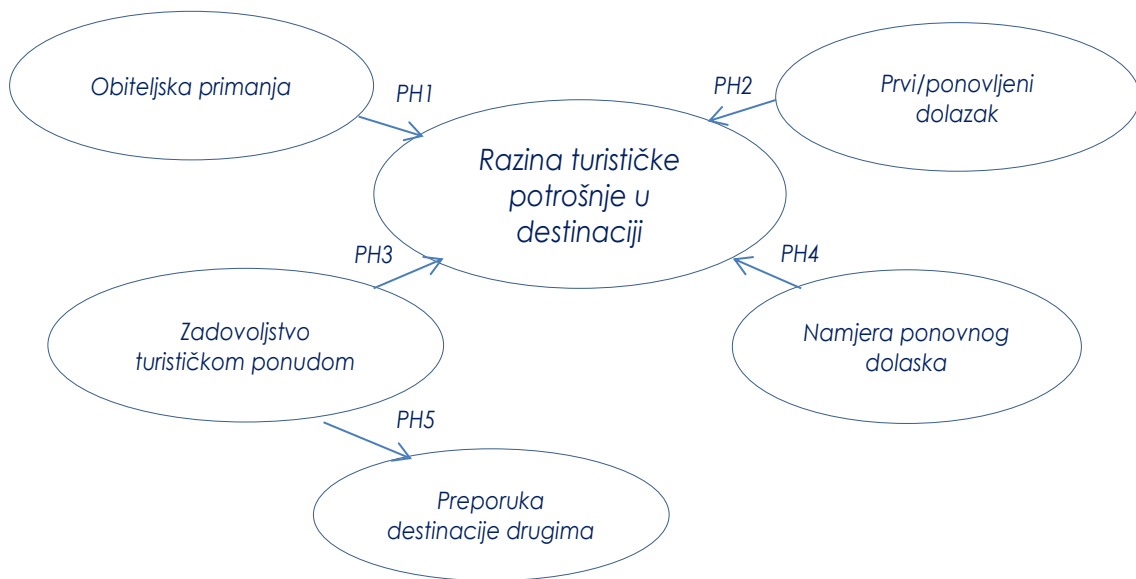 Obiteljska primanja
PH1
PH2
Prvi/ponovljeni
dolazak
Razina turističke
potrošnje u
destinaciji
PH3
PH4
Zadovoljstvo
turističkom ponudom
Namjera ponovnog
dolaska
PH5
Preporuka
destinacije drugima